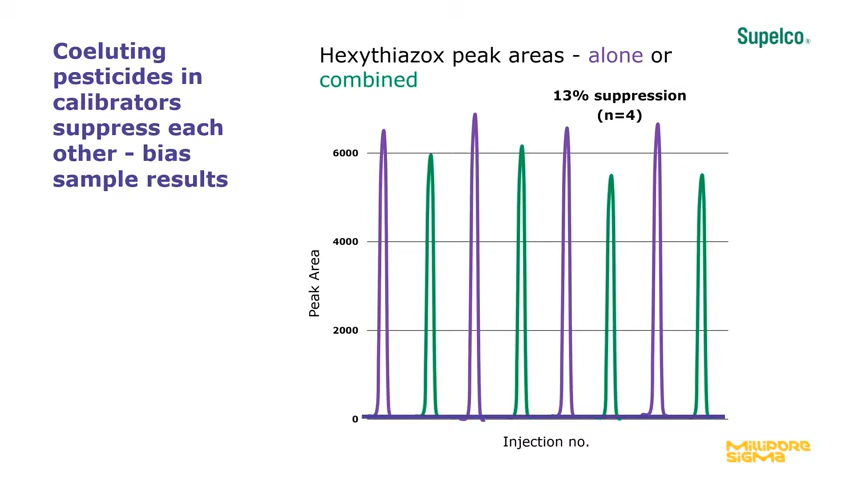 Coeluting
pesticides in
calibrators
suppress each
other - bias
sample results
Supelco®
Hexythiazox peak areas - alone or
combined
13% suppression
(n=4)
6000
4000
2000
0
Peak Area
Injection no.
Millipore
Sigma